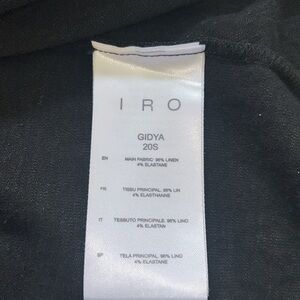 IRO
GIDYA
20S
EN MAIN FABRIC: 96% LINEN
4% ELASTANE
FR TISSU PRINCIPAL: 96% LIN
4% ELASTHANNE
IT TESSUTO PRINCIPALE: 96% LINO
4% ELASTAN
SP TELA PRINCIPAL: 96% LINO
4% ELASTANO